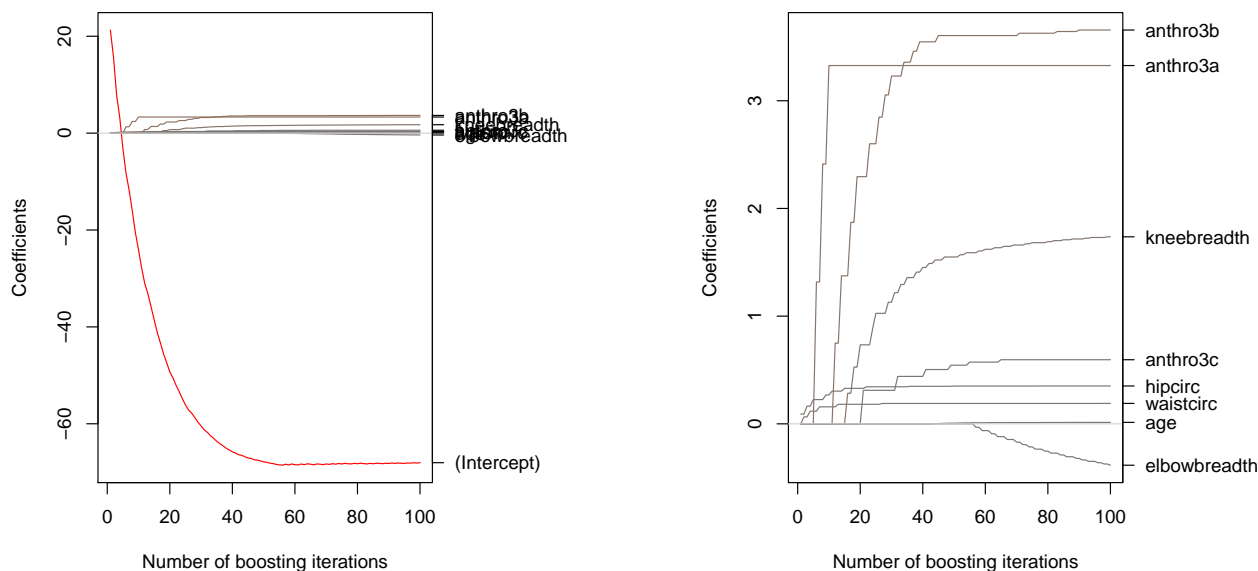 20
0
−20
−40
−60
Coefficients
0 20 40 60 80 100
Number of boosting iterations
kneebreadth
elbowbreadth
(Intercept)
3
2
1
0
Coefficients
0 20 40 60 80 100
Number of boosting iterations
anthro3b
anthro3a
kneebreadth
anthro3c
hipcirc
waistcirc
age
elbowbreadth